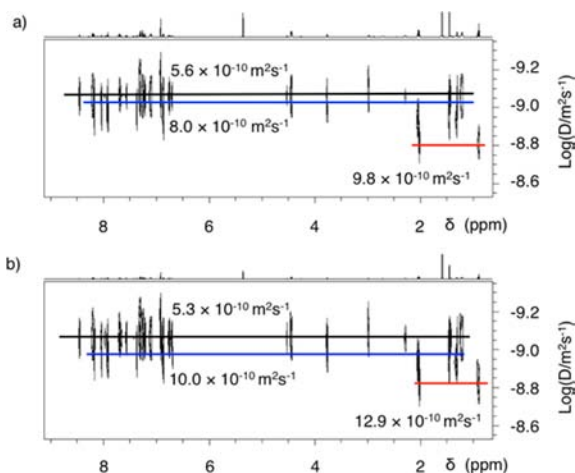 a)
5.6 × 10⁻¹⁰ m²s⁻¹
8.0 × 10⁻¹⁰ m²s⁻¹
9.8 × 10⁻¹⁰ m²s⁻¹
-9.2
-9.0
-8.8
-8.6
Log(D/m²s⁻¹)
8 6 4 2 δ (ppm)
b)
5.3 × 10⁻¹⁰ m²s⁻¹
10.0 × 10⁻¹⁰ m²s⁻¹
12.9 × 10⁻¹⁰ m²s⁻¹
-9.2
-9.0
-8.8
-8.6
Log(D/m²s⁻¹)
8 6 4 2 δ (ppm)